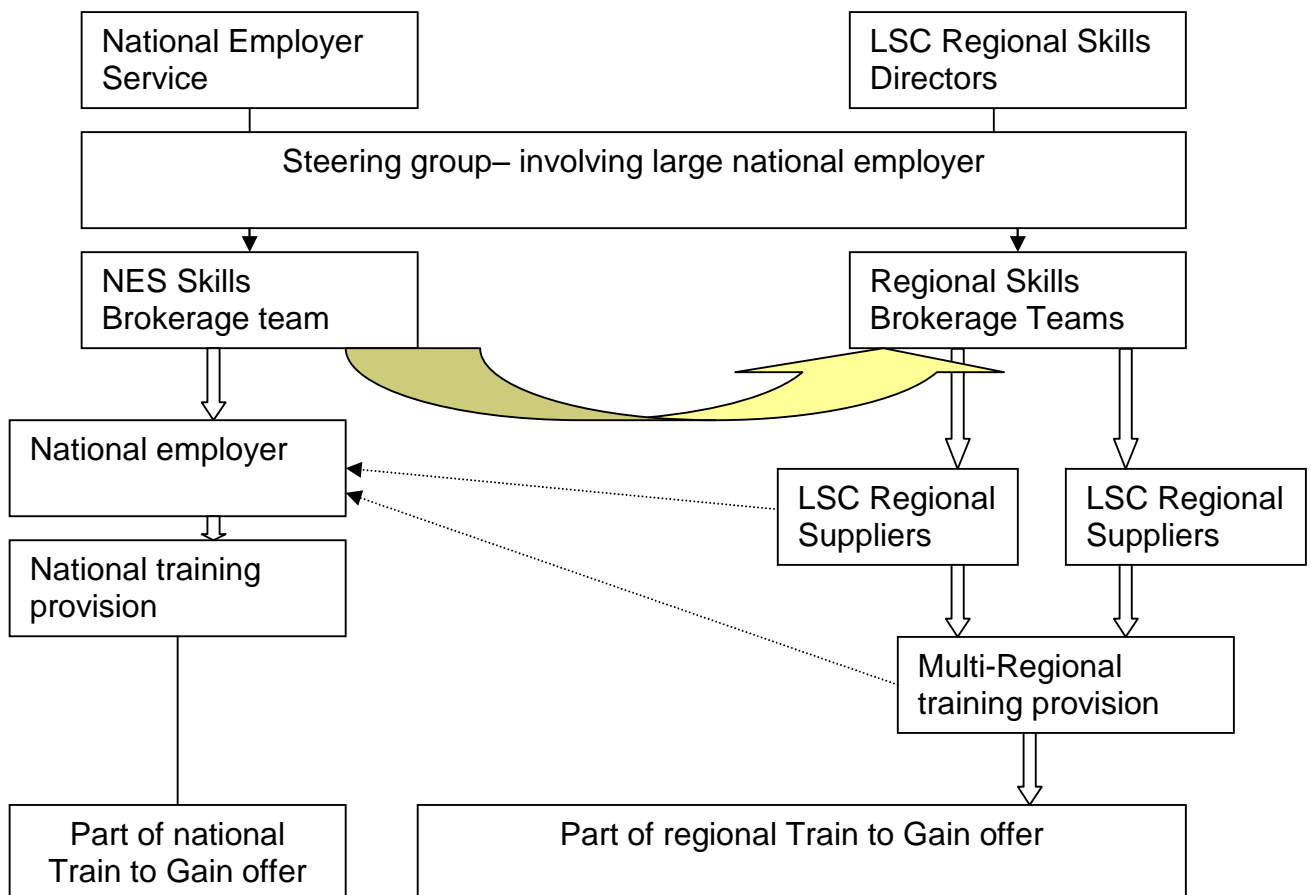 National Employer
Service
LSC Regional Skills
Directors
Steering group– involving large national employer
NES Skills
Brokerage team
Regional Skills
Brokerage Teams
National employer
LSC Regional
Suppliers
LSC Regional
Suppliers
National training
provision
Multi-Regional
training provision
Part of national
Train to Gain offer
Part of regional Train to Gain offer